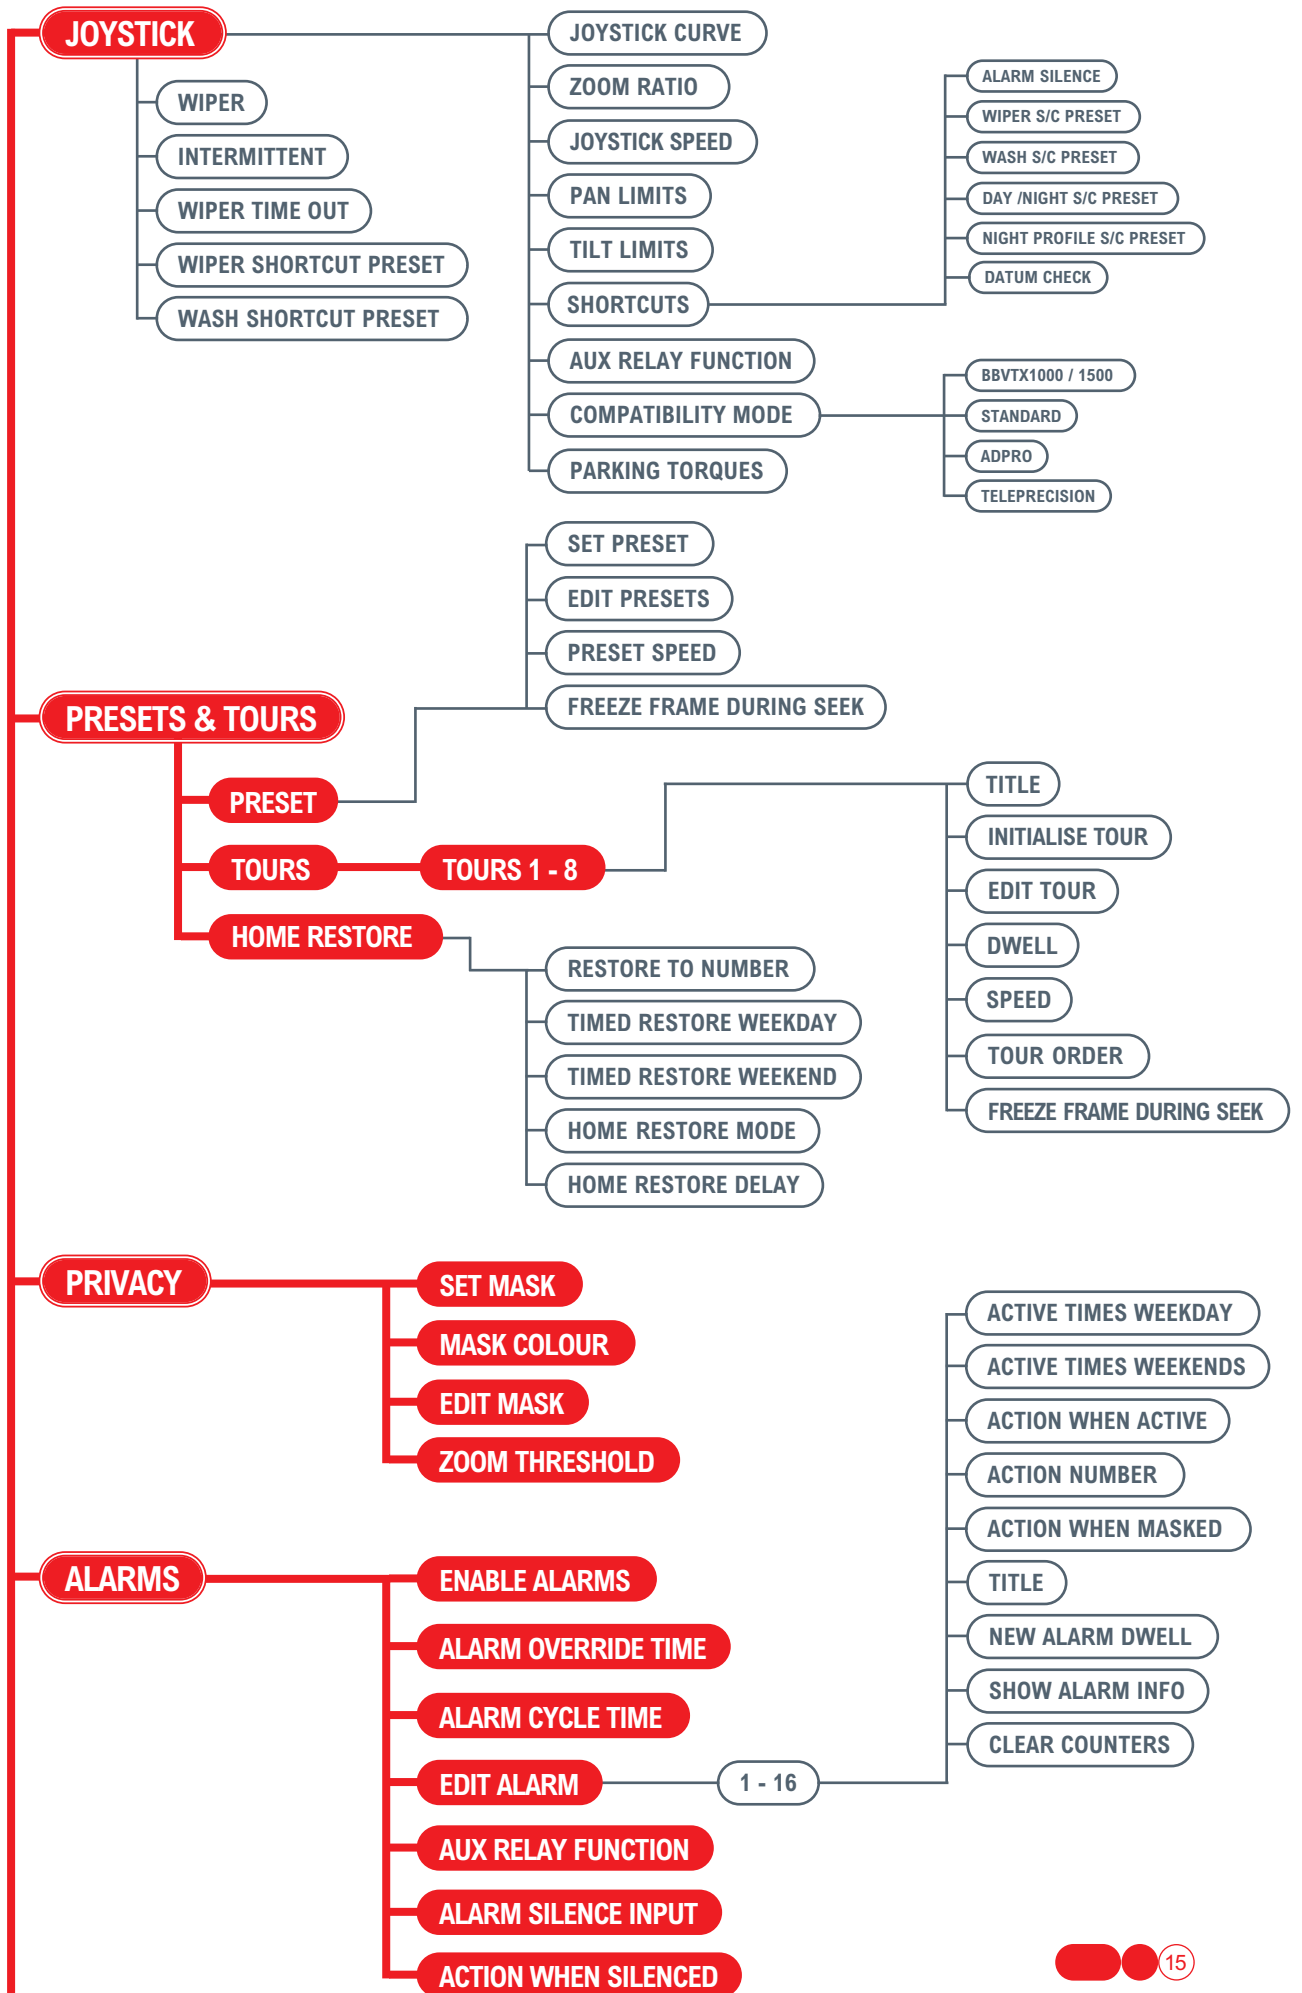 JOYSTICK
WIPER
INTERMITTENT
WIPER TIME OUT
WIPER SHORTCUT PRESET
WASH SHORTCUT PRESET
JOYSTICK CURVE
ZOOM RATIO
JOYSTICK SPEED
PAN LIMITS
TILT LIMITS
SHORTCUTS
ALARM SILENCE
WIPER S/C PRESET
WASH S/C PRESET
DAY /NIGHT S/C PRESET
NIGHT PROFILE S/C PRESET
DATUM CHECK
AUX RELAY FUNCTION
COMPATIBILITY MODE
BBVTX1000 / 1500
STANDARD
ADPRO
TELEPRECISION
PARKING TORQUES
PRESETS & TOURS
PRESET
SET PRESET
EDIT PRESETS
PRESET SPEED
FREEZE FRAME DURING SEEK
TOURS
TOURS 1 - 8
TITLE
INITIALISE TOUR
EDIT TOUR
DWELL
SPEED
TOUR ORDER
FREEZE FRAME DURING SEEK
HOME RESTORE
RESTORE TO NUMBER
TIMED RESTORE WEEKDAY
TIMED RESTORE WEEKEND
HOME RESTORE MODE
HOME RESTORE DELAY
PRIVACY
SET MASK
MASK COLOUR
EDIT MASK
ZOOM THRESHOLD
ALARMS
ENABLE ALARMS
ALARM OVERRIDE TIME
ALARM CYCLE TIME
EDIT ALARM
1 - 16
ACTIVE TIMES WEEKDAY
ACTIVE TIMES WEEKENDS
ACTION WHEN ACTIVE
ACTION NUMBER
ACTION WHEN MASKED
TITLE
NEW ALARM DWELL
SHOW ALARM INFO
CLEAR COUNTERS
AUX RELAY FUNCTION
ALARM SILENCE INPUT
ACTION WHEN SILENCED
15